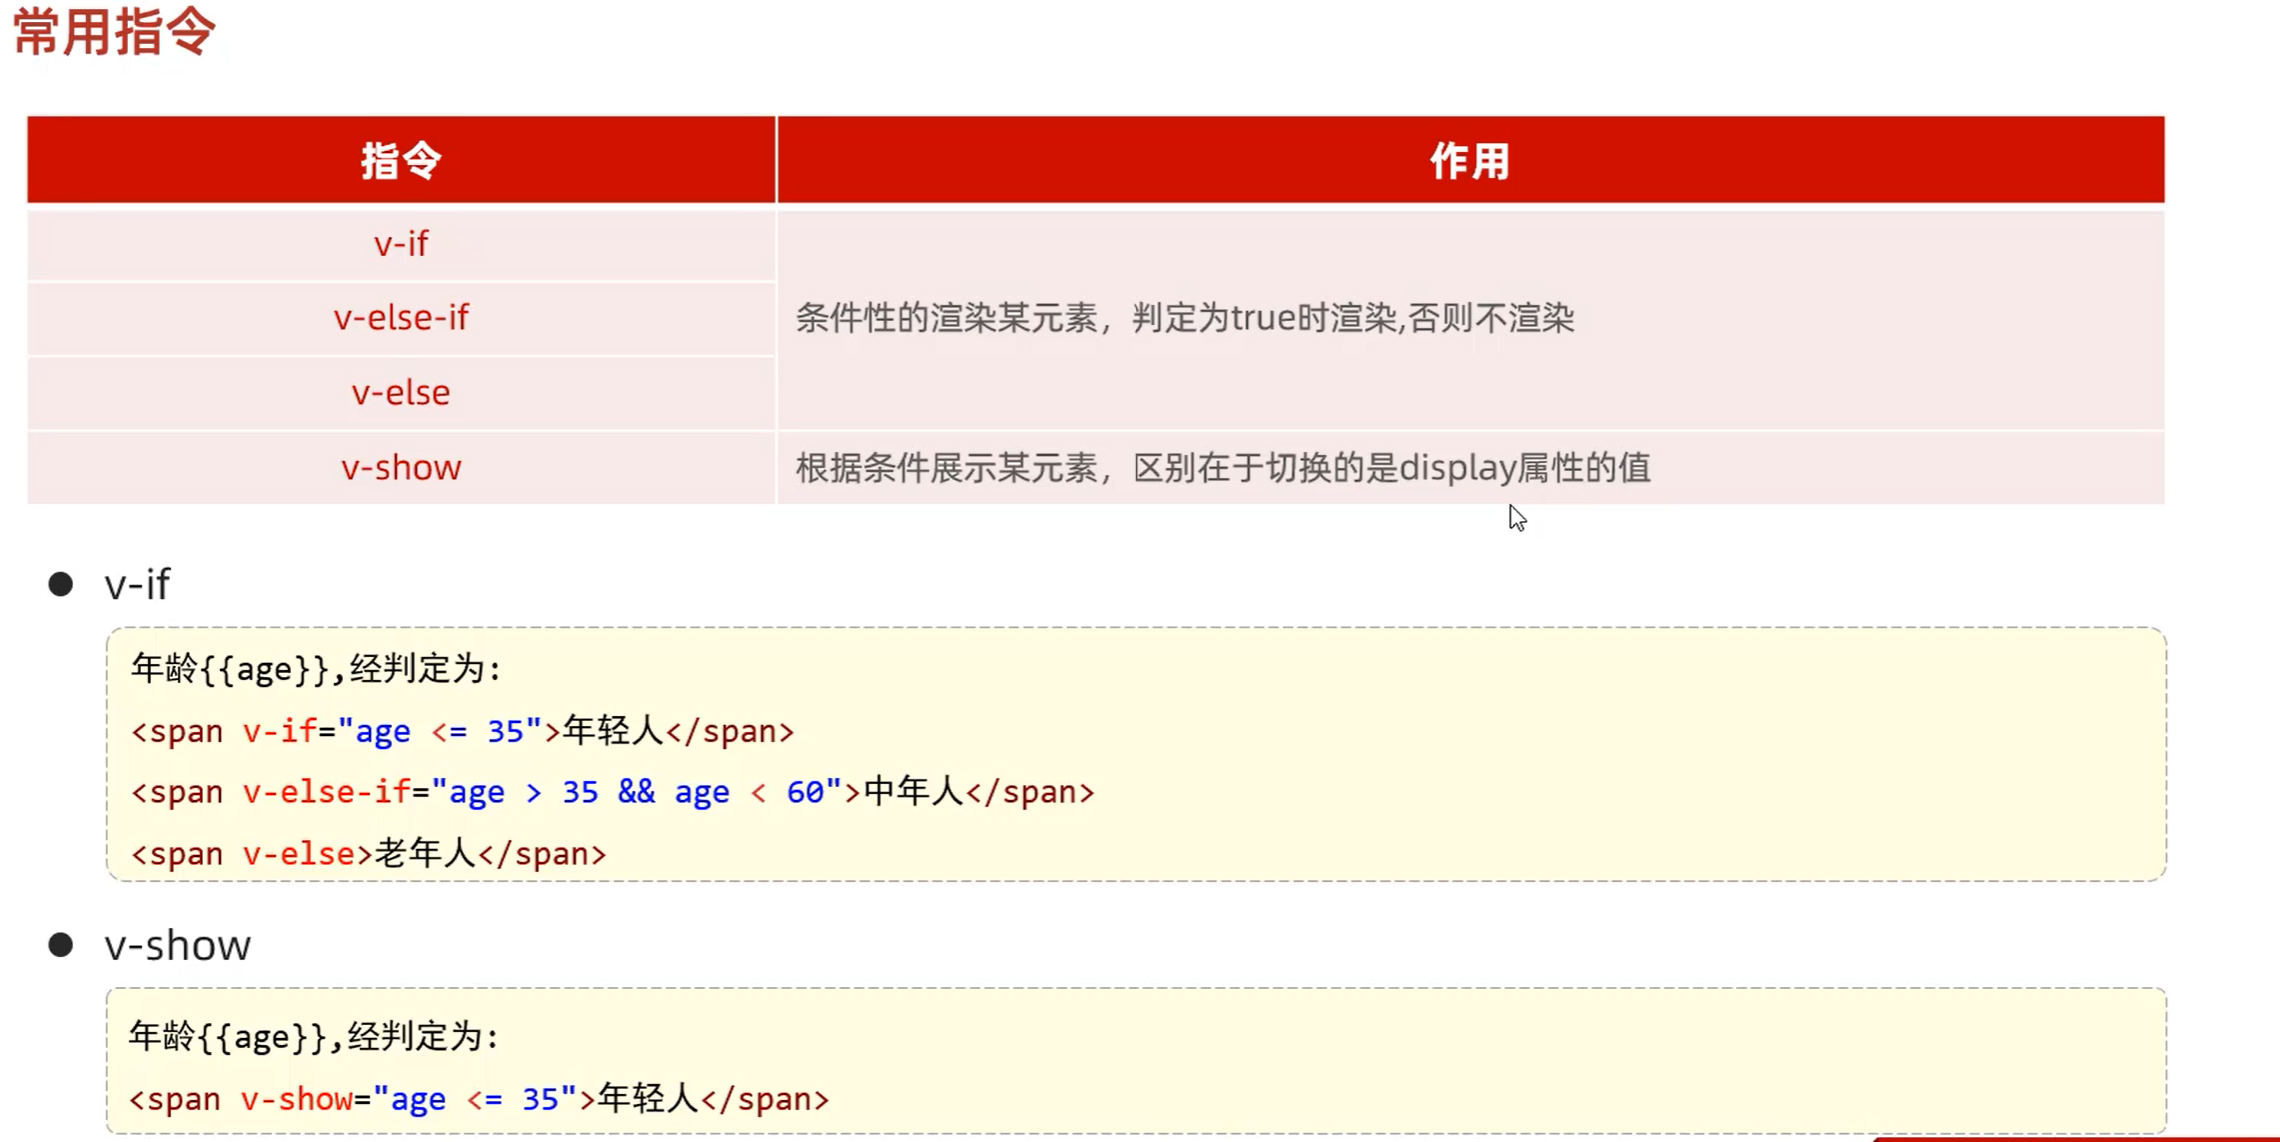 常用指令
指令 作用
v-if
v-else-if 条件性的渲染某元素，判定为true时渲染,否则不渲染
v-else
v-show 根据条件展示某元素，区别在于切换的是display属性的值
● v-if
年龄{{age}},经判定为:
<span v-if="age <= 35">年轻人</span>
<span v-else-if="age > 35 && age < 60">中年人</span>
<span v-else>老年人</span>
● v-show
年龄{{age}},经判定为:
<span v-show="age <= 35">年轻人</span>